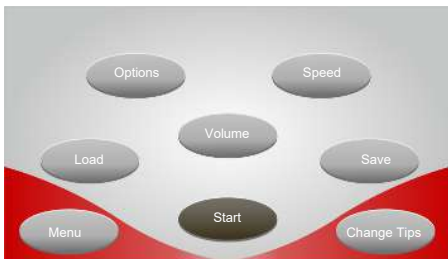 Options
Speed
Volume
Load
Save
Start
Menu
Change Tips